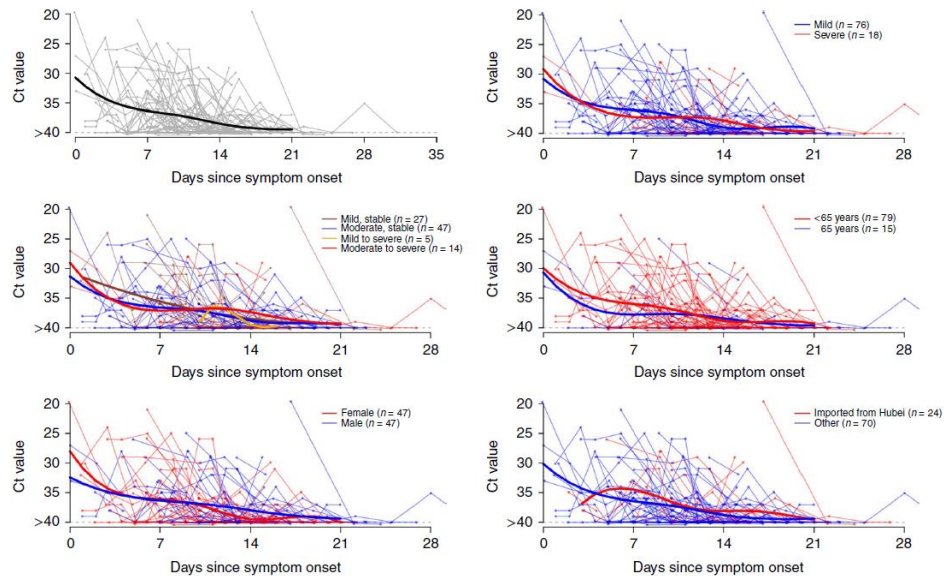 20
25
30
35
>40
Ct value
0 7 14 21 28 35
Days since symptom onset
20
25
30
35
>40
Ct value
Mild (n = 76)
Severe (n = 18)
0 7 14 21 28
Days since symptom onset
20
25
30
35
>40
Ct value
Mild, stable (n = 27)
Moderate, stable (n = 47)
Mild to severe (n = 5)
Moderate to severe (n = 14)
0 7 14 21 28
Days since symptom onset
20
25
30
35
>40
Ct value
<65 years (n = 79)
65 years (n = 15)
0 7 14 21 28
Days since symptom onset
20
25
30
35
>40
Ct value
Female (n = 47)
Male (n = 47)
0 7 14 21 28
Days since symptom onset
20
25
30
35
>40
Ct value
Imported from Hubei (n = 24)
Other (n = 70)
0 7 14 21 28
Days since symptom onset